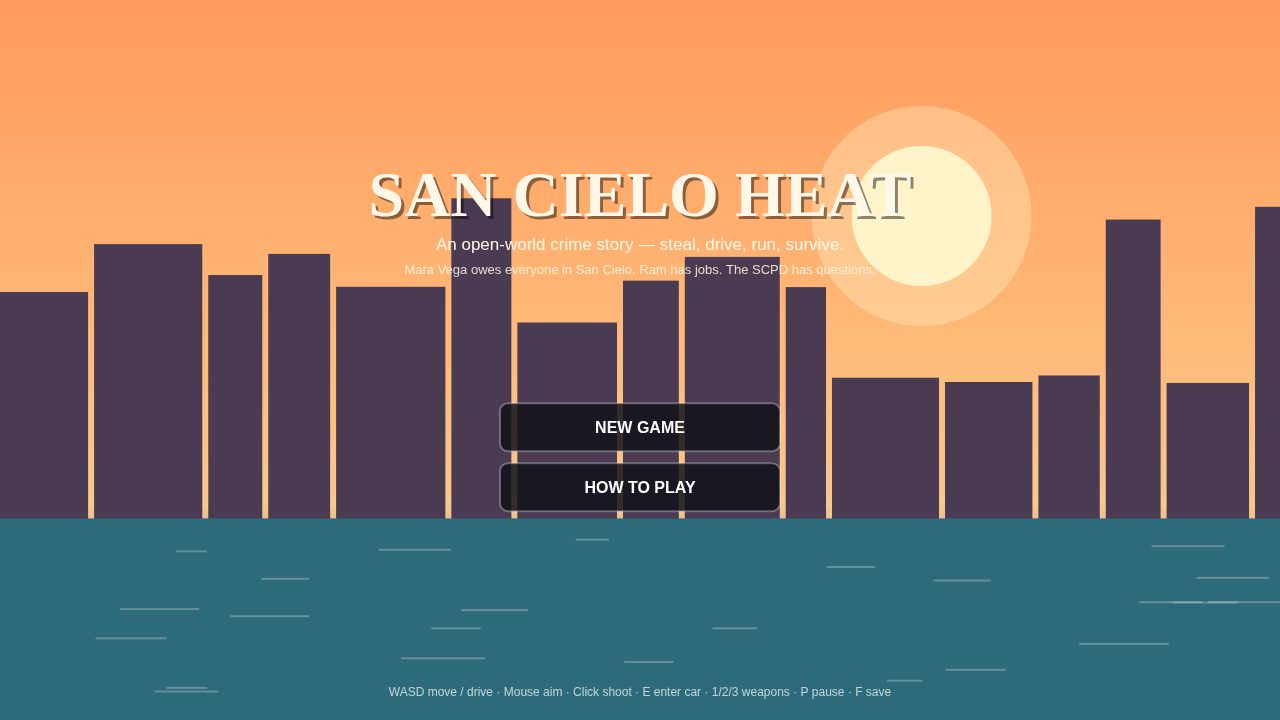 SAN CIELO HEAT
An open-world crime story — steal, drive, run, survive.
Mara Vega owes everyone in San Cielo. Ram has jobs. The SCPD has questions.
NEW GAME
HOW TO PLAY
WASD move / drive · Mouse aim · Click shoot · E enter car · 1/2/3 weapons · P pause · F save